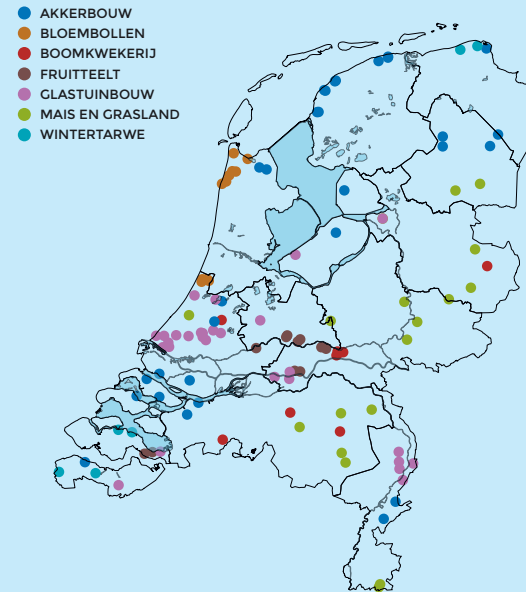 AKKERBOUW
BLOEMBOLLEN
BOOMKWEKERIJ
FRUITTEELT
GLASTUINBOUW
MAIS EN GRASLAND
WINTERTARWE